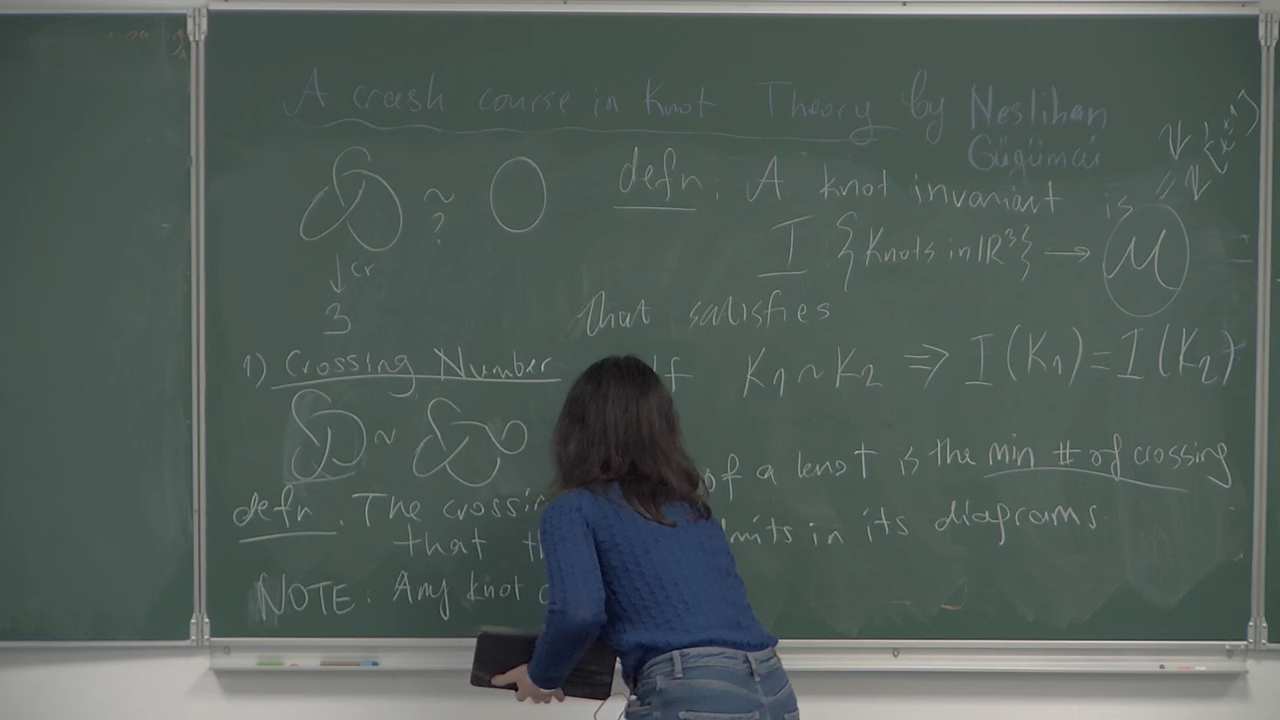 A crash course in Knot Theory by Neslihan
Gügümcü
~
?
defn. A knot invariant is
I : {Knots in IR³} → M
↓ cr
3
that satisfies
1) Crossing Number
If K1 ~ K2 ⇒ I(K1) = I(K2)
~
defn. The crossin of a knot is the min # of crossing
that th mits in its diagrams.
NOTE: Any knot